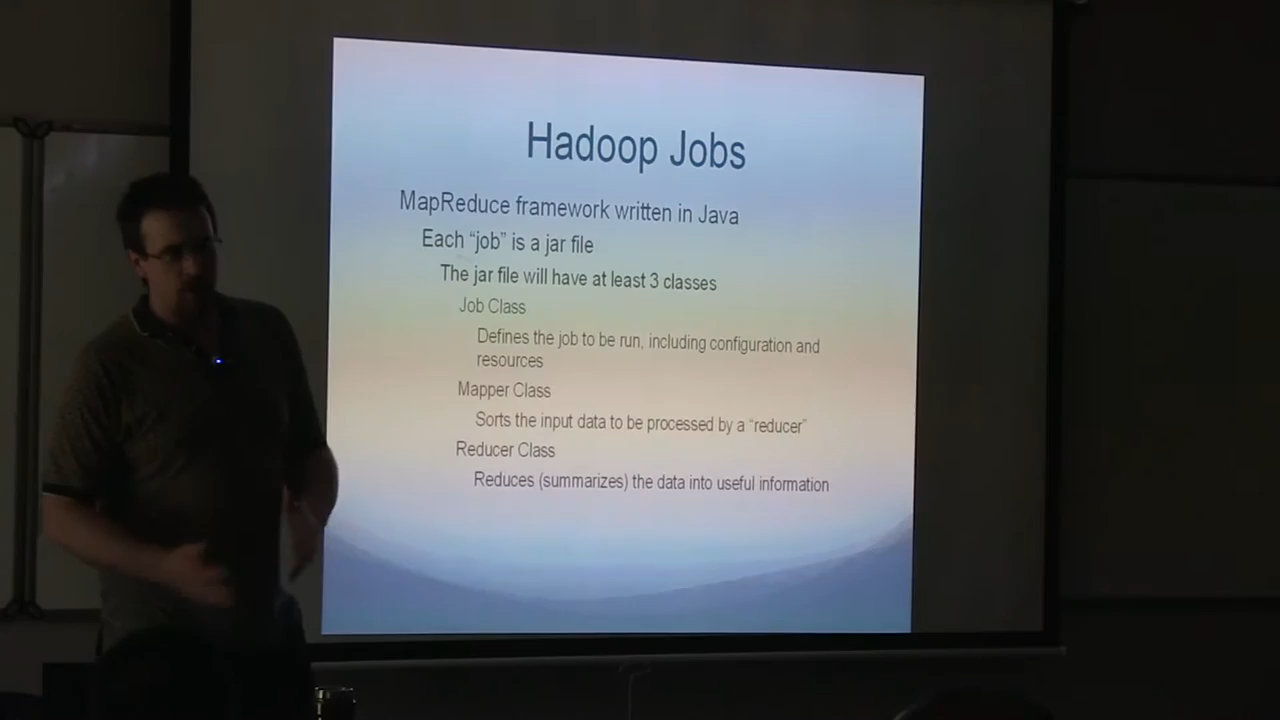 Hadoop Jobs
MapReduce framework written in Java
Each “job” is a jar file
The jar file will have at least 3 classes
Job Class
Defines the job to be run, including configuration and
resources
Mapper Class
Sorts the input data to be processed by a “reducer”
Reducer Class
Reduces (summarizes) the data into useful information